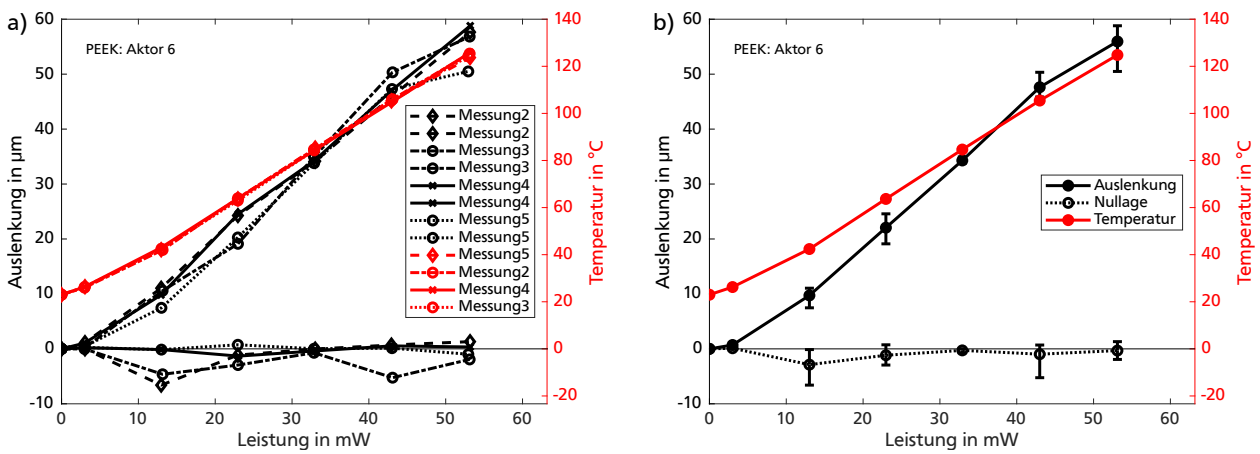 a)
PEEK: Aktor 6
Auslenkung in µm
60
50
40
30
20
10
0
-10
0
10
20
30
40
50
60
Leistung in mW
140
120
100
80
60
40
20
0
-20
Temperatur in °C
Messung2
Messung2
Messung3
Messung3
Messung4
Messung4
Messung5
Messung5
Messung5
Messung2
Messung4
Messung3
b)
PEEK: Aktor 6
Auslenkung in µm
60
50
40
30
20
10
0
-10
0
10
20
30
40
50
60
Leistung in mW
140
120
100
80
60
40
20
0
-20
Temperatur in °C
Auslenkung
Nullage
Temperatur